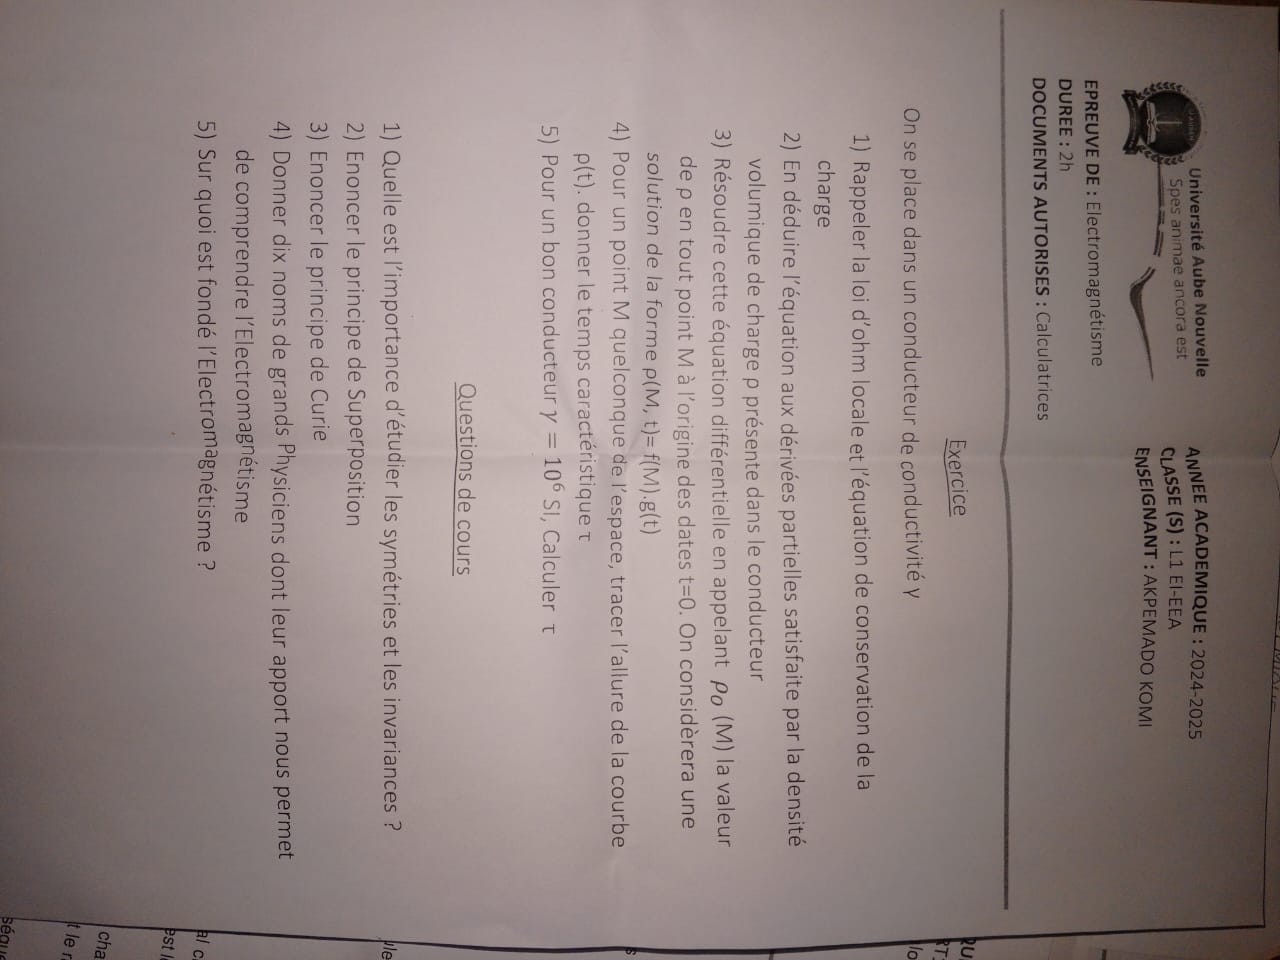 Université Aube Nouvelle
Spes animae ancora est
ANNEE ACADEMIQUE : 2024-2025
CLASSE (S) : L1 EI-EEA
ENSEIGNANT : AKPEMADO KOMI
EPREUVE DE : Electromagnétisme
DUREE : 2h
DOCUMENTS AUTORISES : Calculatrices
Exercice
On se place dans un conducteur de conductivité γ
1) Rappeler la loi d'ohm locale et l'équation de conservation de la
charge
2) En déduire l'équation aux dérivées partielles satisfaite par la densité
volumique de charge ρ présente dans le conducteur
3) Résoudre cette équation différentielle en appelant ρ₀ (M) la valeur
de ρ en tout point M à l'origine des dates t=0. On considèrera une
solution de la forme ρ(M, t)= f(M).g(t)
4) Pour un point M quelconque de l'espace, tracer l'allure de la courbe
ρ(t). donner le temps caractéristique τ
5) Pour un bon conducteur γ = 10⁶ SI, Calculer τ
Questions de cours
1) Quelle est l'importance d'étudier les symétries et les invariances ?
2) Enoncer le principe de Superposition
3) Enoncer le principe de Curie
4) Donner dix noms de grands Physiciens dont leur apport nous permet
de comprendre l'Electromagnétisme
5) Sur quoi est fondé l'Electromagnétisme ?